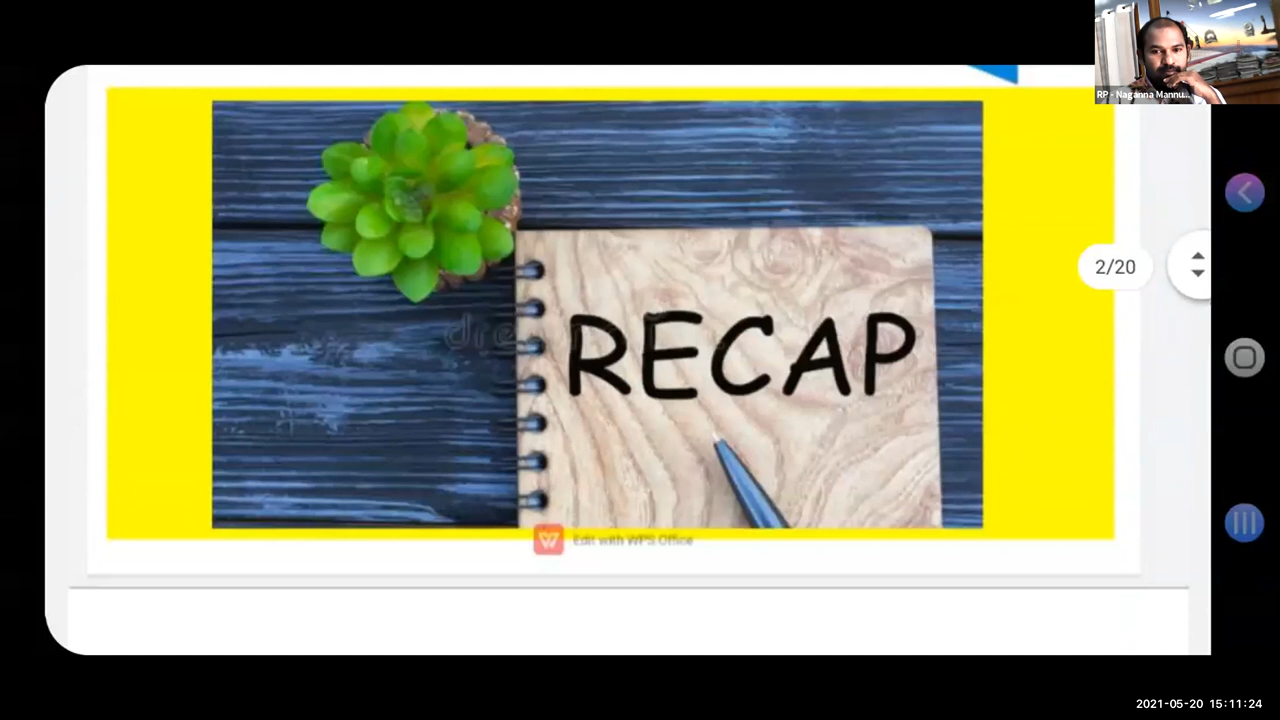 RP - Naganna Mannu...
2/20
RECAP
Edit with WPS Office
2021-05-20 15:11:24